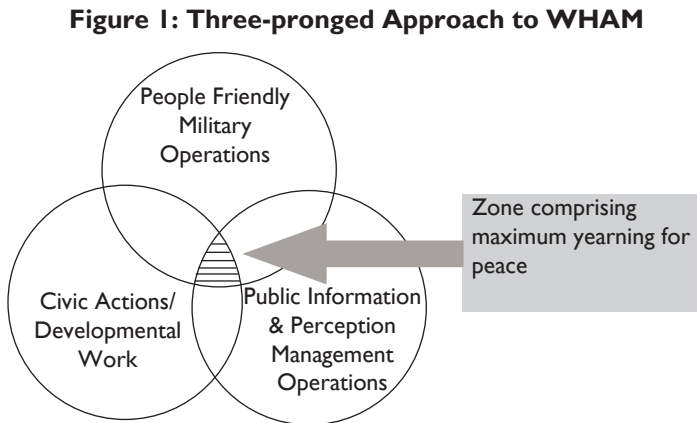 Figure 1: Three-pronged Approach to WHAM
People Friendly
Military
Operations
Zone comprising
maximum yearning for
peace
Civic Actions/
Developmental
Work
Public Information
& Perception
Management
Operations